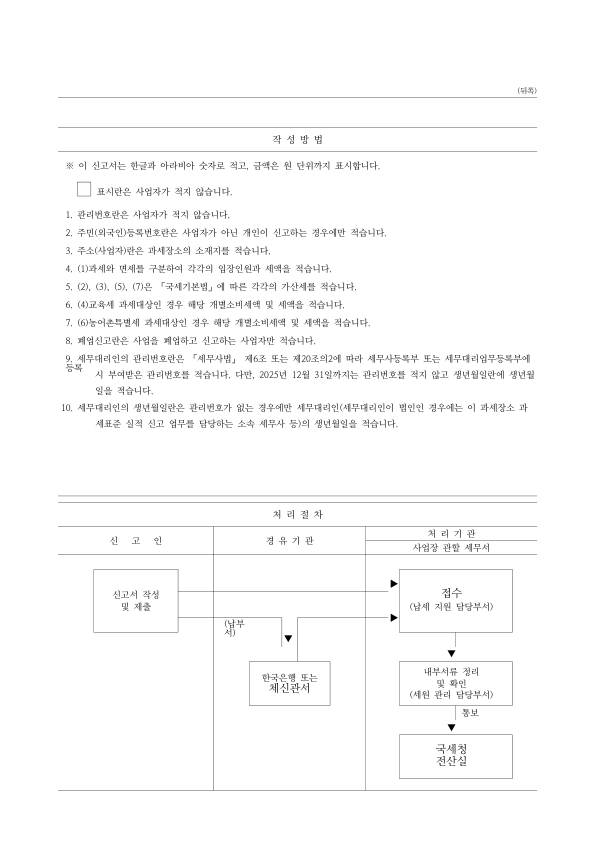 (뒤쪽)
작 성 방 법
※ 이 신고서는 한글과 아라비아 숫자로 적고, 금액은 원 단위까지 표시합니다.
표시란은 사업자가 적지 않습니다.
1. 관리번호란은 사업자가 적지 않습니다.
2. 주민(외국인)등록번호란은 사업자가 아닌 개인이 신고하는 경우에만 적습니다.
3. 주소(사업자)란은 과세장소의 소재지를 적습니다.
4. (1)과세와 면세를 구분하여 각각의 입장인원과 세액을 적습니다.
5. (2), (3), (5), (7)은 「국세기본법」에 따른 각각의 가산세를 적습니다.
6. (4)교육세 과세대상인 경우 해당 개별소비세액 및 세액을 적습니다.
7. (6)농어촌특별세 과세대상인 경우 해당 개별소비세액 및 세액을 적습니다.
8. 폐업신고란은 사업을 폐업하고 신고하는 사업자만 적습니다.
9. 세무대리인의 관리번호란은 「세무사법」 제6조 또는 제20조의2에 따라 세무사등록부 또는 세무대리업무등록부에
등록
시 부여받은 관리번호를 적습니다. 다만, 2025년 12월 31일까지는 관리번호를 적지 않고 생년월일란에 생년월
일을 적습니다.
10. 세무대리인의 생년월일란은 관리번호가 없는 경우에만 세무대리인(세무대리인이 법인인 경우에는 이 과세장소 과
세표준 실적 신고 업무를 담당하는 소속 세무사 등)의 생년월일을 적습니다.
처 리 절 차
신 고 인
경 유 기 관
처 리 기 관
사업장 관할 세무서
신고서 작성
및 제출
접수
(납세 지원 담당부서)
(납부
서)
한국은행 또는
체신관서
내부서류 정리
및 확인
(세원 관리 담당부서)
통보
국세청
전산실